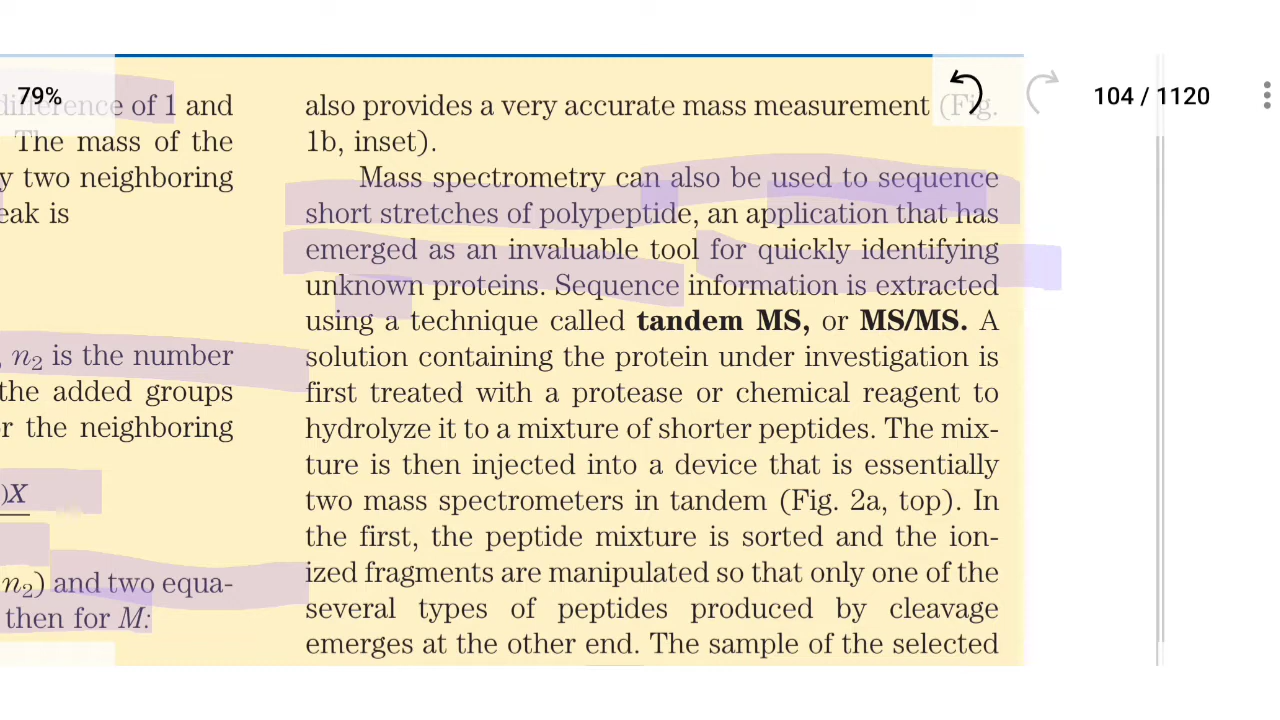 79%
104 / 1120
difference of 1 and
The mass of the
y two neighboring
eak is
, n₂ is the number
the added groups
r the neighboring
)X
n₂) and two equa-
then for M:
also provides a very accurate mass measurement (Fig.
1b, inset).
Mass spectrometry can also be used to sequence
short stretches of polypeptide, an application that has
emerged as an invaluable tool for quickly identifying
unknown proteins. Sequence information is extracted
using a technique called tandem MS, or MS/MS. A
solution containing the protein under investigation is
first treated with a protease or chemical reagent to
hydrolyze it to a mixture of shorter peptides. The mix-
ture is then injected into a device that is essentially
two mass spectrometers in tandem (Fig. 2a, top). In
the first, the peptide mixture is sorted and the ion-
ized fragments are manipulated so that only one of the
several types of peptides produced by cleavage
emerges at the other end. The sample of the selected